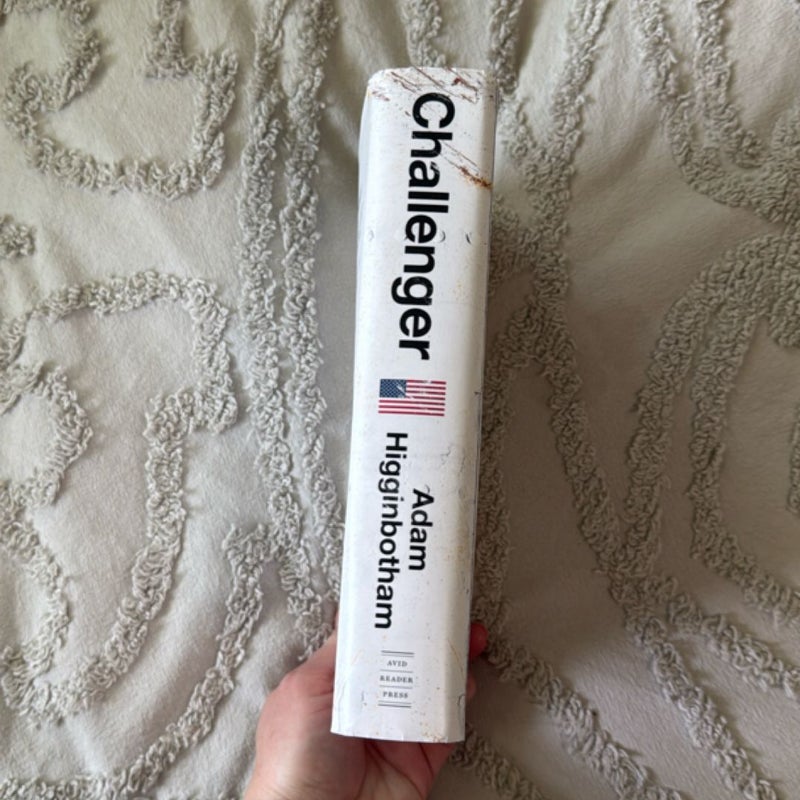 Challenger
Adam
Higginbotham
AVID
READER
PRESS